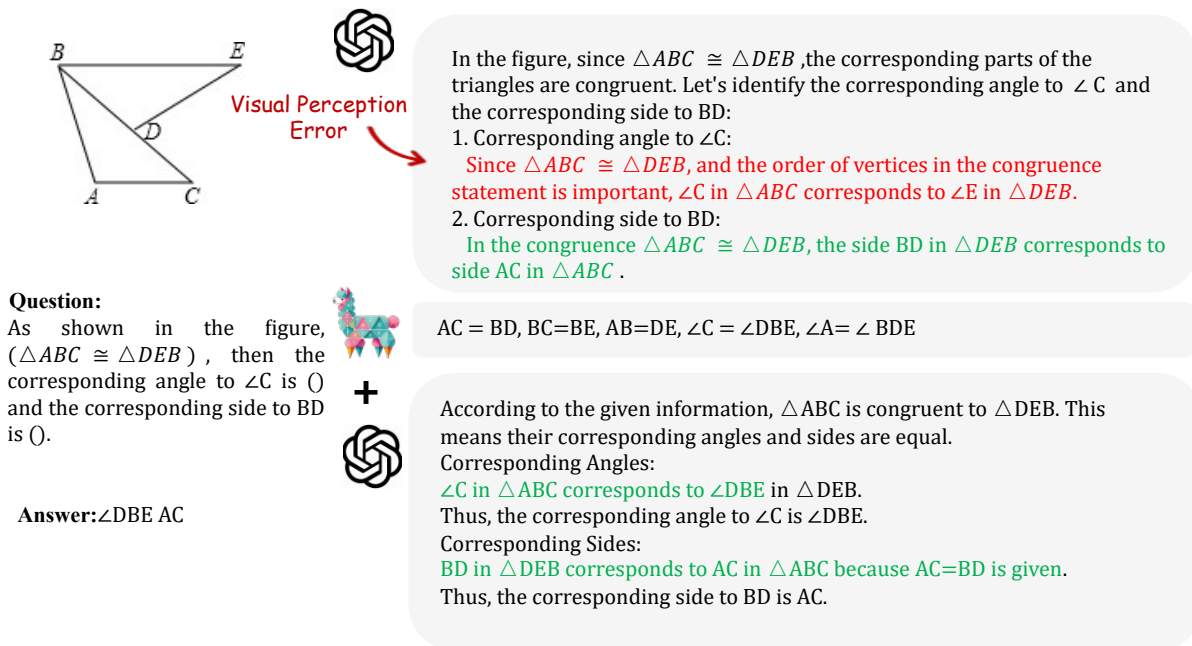 B
E
D
A
C
Visual Perception
Error
In the figure, since △ABC ≅ △DEB ,the corresponding parts of the
triangles are congruent. Let's identify the corresponding angle to ∠ C and
the corresponding side to BD:
1. Corresponding angle to ∠C:
Since △ABC ≅ △DEB, and the order of vertices in the congruence
statement is important, ∠C in △ABC corresponds to ∠E in △DEB.
2. Corresponding side to BD:
In the congruence △ABC ≅ △DEB, the side BD in △DEB corresponds to
side AC in △ABC .
Question:
As shown in the figure,
(△ABC ≅ △DEB) , then the
corresponding angle to ∠C is ()
and the corresponding side to BD
is ().
Answer:∠DBE AC
AC = BD, BC=BE, AB=DE, ∠C = ∠DBE, ∠A= ∠ BDE
+
According to the given information, △ABC is congruent to △DEB. This
means their corresponding angles and sides are equal.
Corresponding Angles:
∠C in △ABC corresponds to ∠DBE in △DEB.
Thus, the corresponding angle to ∠C is ∠DBE.
Corresponding Sides:
BD in △DEB corresponds to AC in △ABC because AC=BD is given.
Thus, the corresponding side to BD is AC.